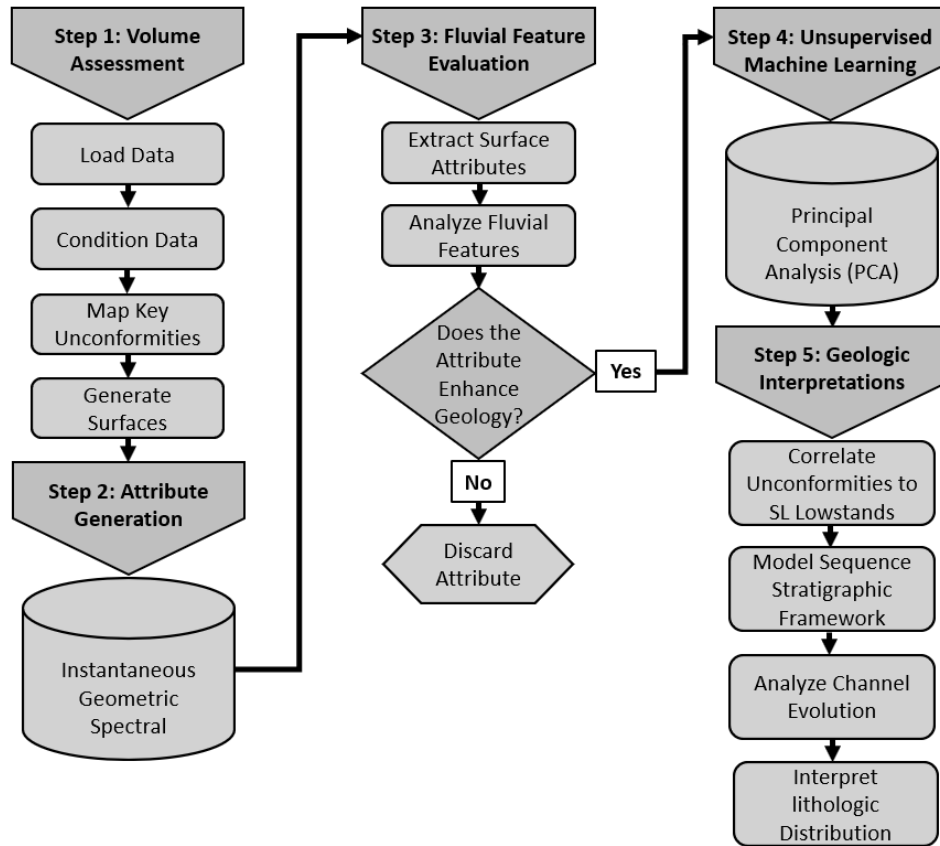 Step 1: Volume
Assessment
Load Data
Condition Data
Map Key
Unconformities
Generate
Surfaces
Step 2: Attribute
Generation
Instantaneous
Geometric
Spectral
Step 3: Fluvial Feature
Evaluation
Extract Surface
Attributes
Analyze Fluvial
Features
Does the
Attribute
Enhance
Geology?
Yes
No
Discard
Attribute
Step 4: Unsupervised
Machine Learning
Principal
Component
Analysis (PCA)
Step 5: Geologic
Interpretations
Correlate
Unconformities to
SL Lowstands
Model Sequence
Stratigraphic
Framework
Analyze Channel
Evolution
Interpret
lithologic
Distribution